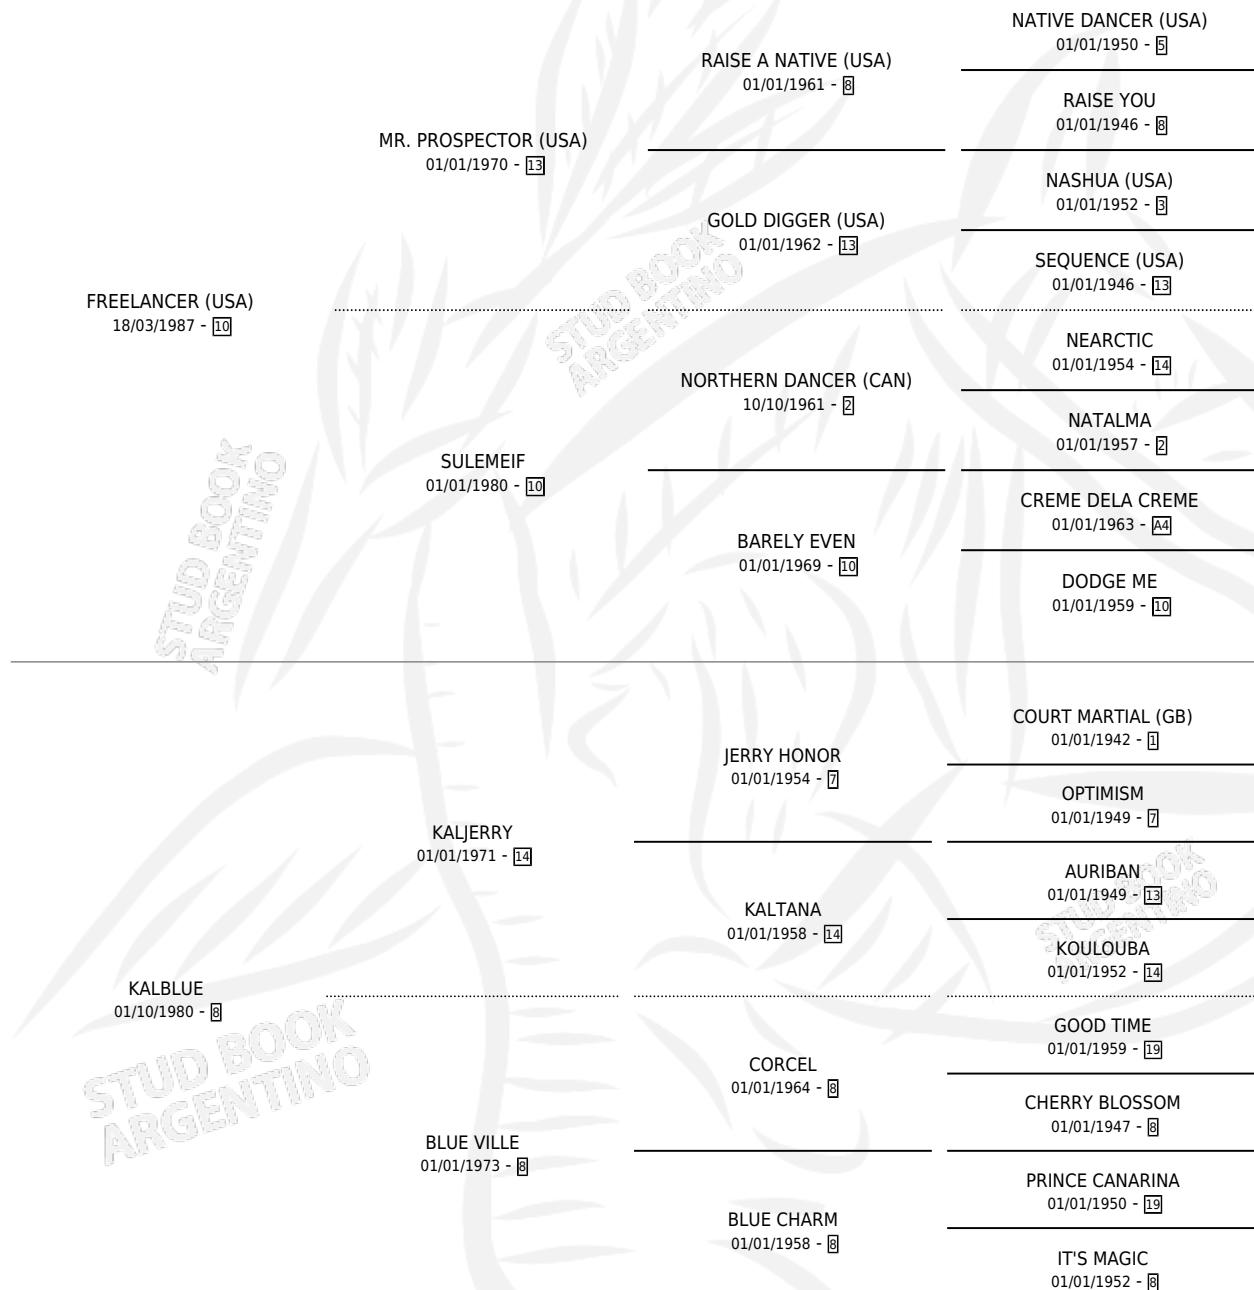 NATIVE DANCER (USA)
01/01/1950 - 5
RAISE A NATIVE (USA)
01/01/1961 - 8
RAISE YOU
01/01/1946 - 8
MR. PROSPECTOR (USA)
01/01/1970 - 13
NASHUA (USA)
01/01/1952 - 3
GOLD DIGGER (USA)
01/01/1962 - 13
SEQUENCE (USA)
01/01/1946 - 13
FREELANCER (USA)
18/03/1987 - 10
NEARCTIC
01/01/1954 - 14
NORTHERN DANCER (CAN)
10/10/1961 - 2
NATALMA
01/01/1957 - 2
SULEMEIF
01/01/1980 - 10
CREME DELA CREME
01/01/1963 - A4
BARELY EVEN
01/01/1969 - 10
DODGE ME
01/01/1959 - 10
COURT MARTIAL (GB)
01/01/1942 - 1
JERRY HONOR
01/01/1954 - 7
OPTIMISM
01/01/1949 - 7
KALJERRY
01/01/1971 - 14
AURIBAN
01/01/1949 - 13
KALTANA
01/01/1958 - 14
KOULOUBA
01/01/1952 - 14
KALBLUE
01/10/1980 - 8
GOOD TIME
01/01/1959 - 19
CORCEL
01/01/1964 - 8
CHERRY BLOSSOM
01/01/1947 - 8
BLUE VILLE
01/01/1973 - 8
PRINCE CANARINA
01/01/1950 - 19
BLUE CHARM
01/01/1958 - 8
IT'S MAGIC
01/01/1952 - 8
STUD BOOK
ARGENTINO
STUD BOOK
ARGENTINO
STUD BOOK
ARGENTINO
STUD BOOK
ARGENTINO